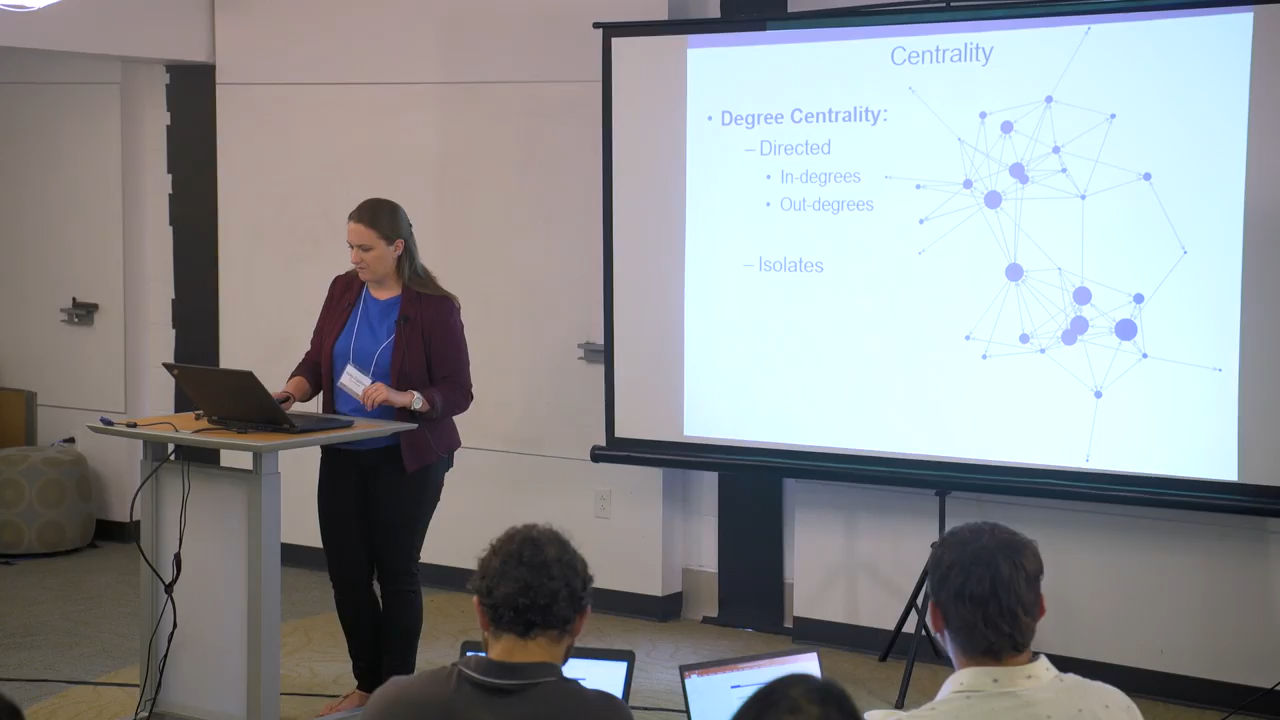 Centrality
• Degree Centrality:
– Directed
• In-degrees
• Out-degrees
– Isolates